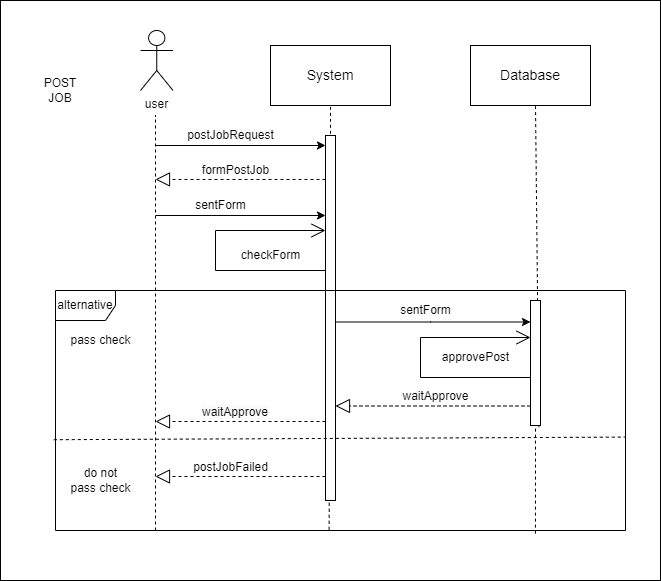 POST
JOB
user
System
Database
postJobRequest
formPostJob
sentForm
checkForm
alternative
pass check
sentForm
approvePost
waitApprove
waitApprove
do not
pass check
postJobFailed